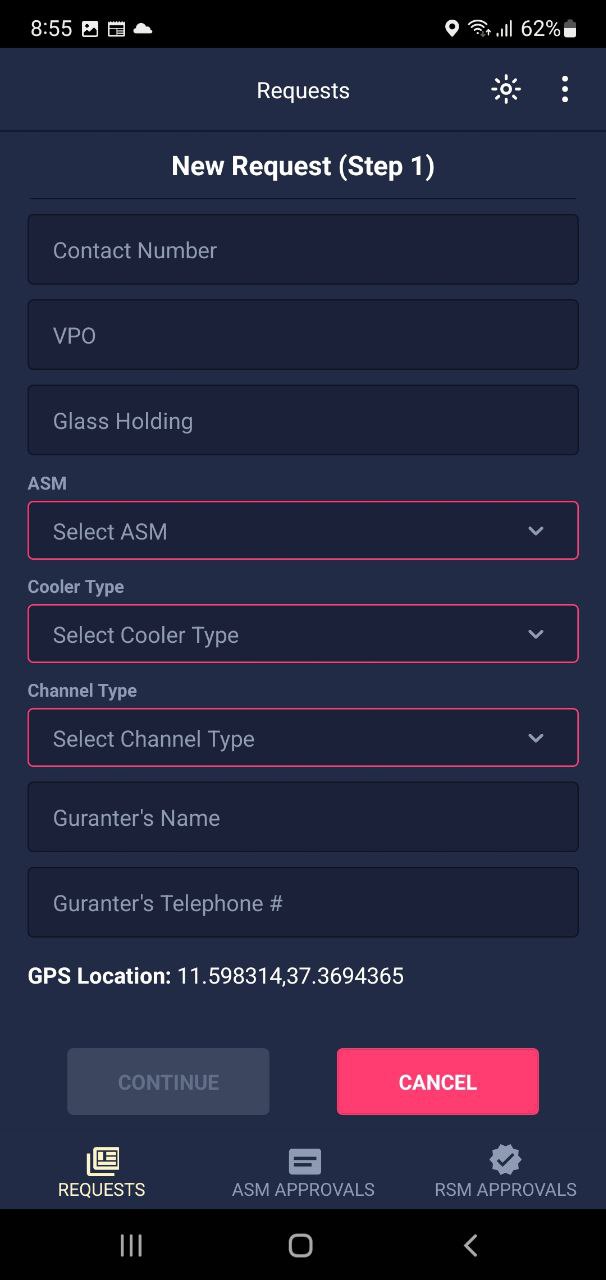 8:55
62%
Requests
New Request (Step 1)
Contact Number
VPO
Glass Holding
ASM
Select ASM
Cooler Type
Select Cooler Type
Channel Type
Select Channel Type
Guranter's Name
Guranter's Telephone #
GPS Location: 11.598314,37.3694365
CONTINUE CANCEL
REQUESTS ASM APPROVALS RSM APPROVALS